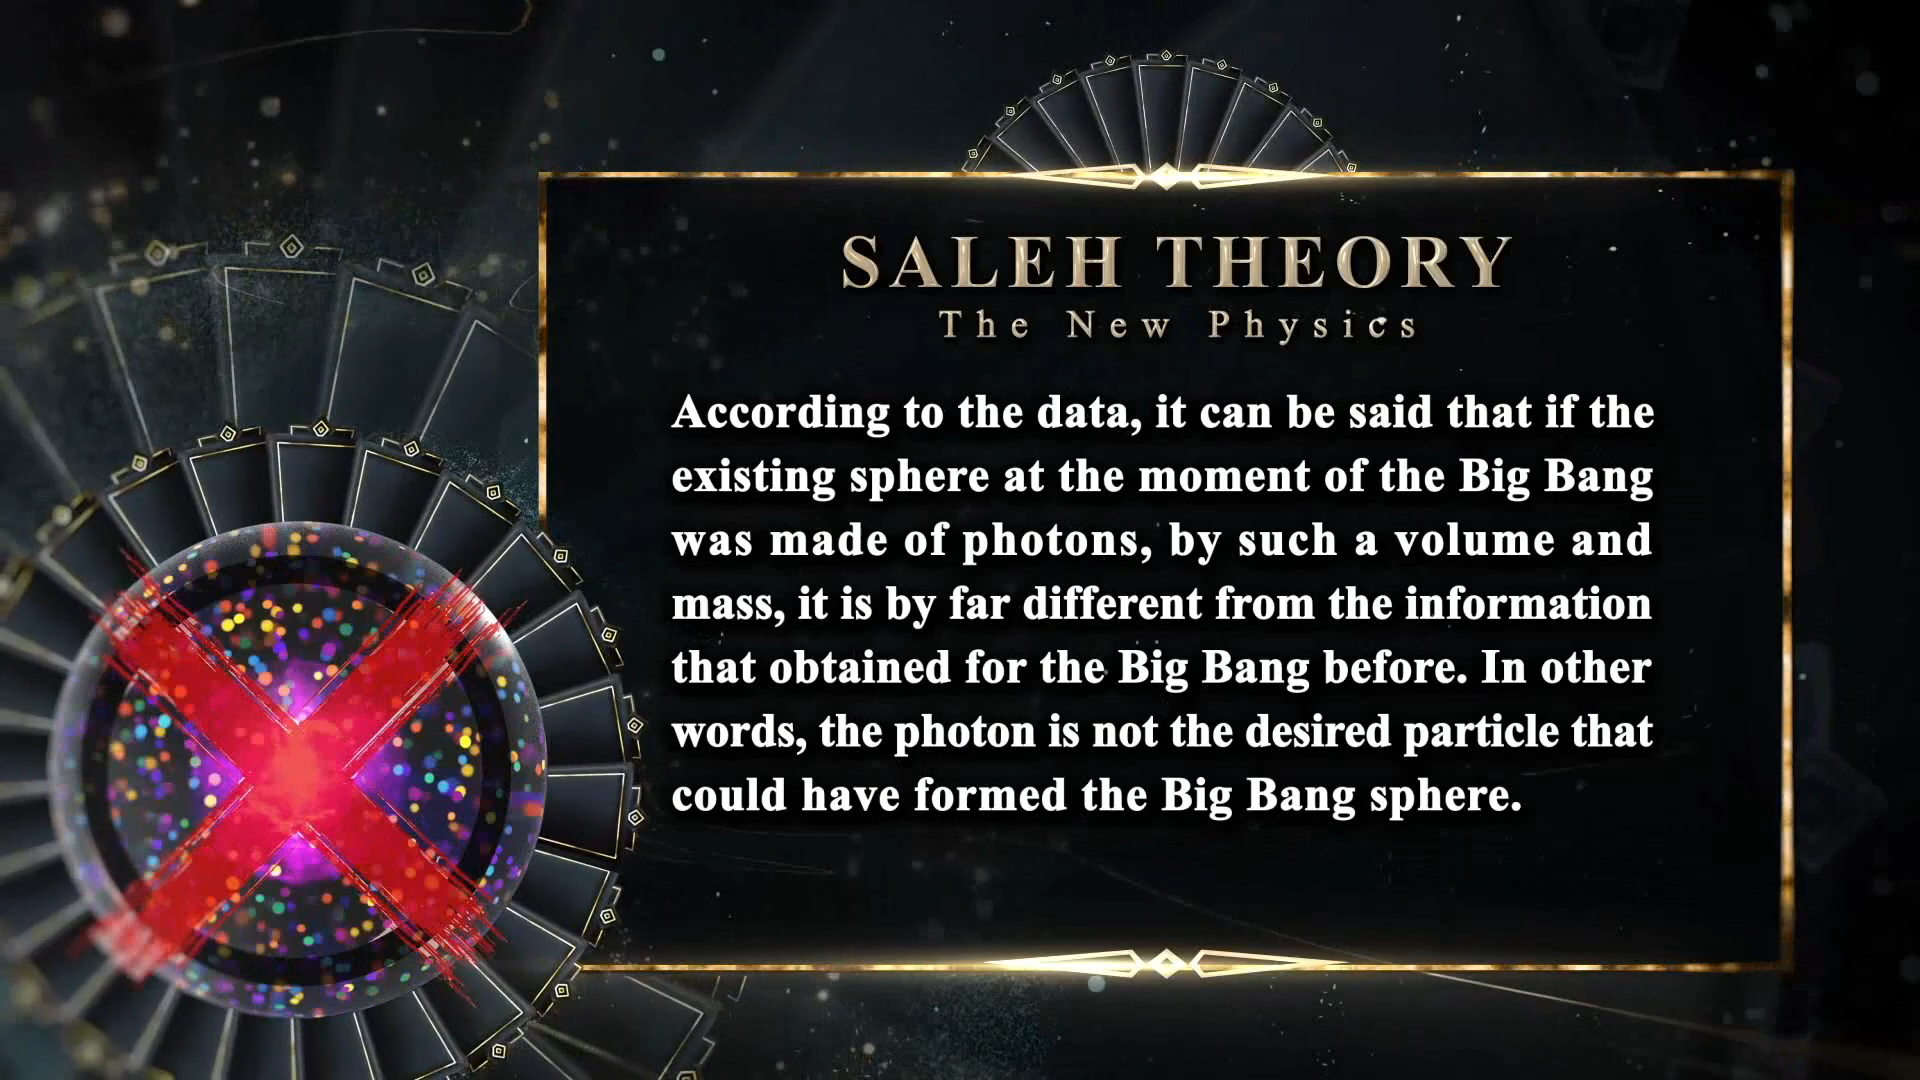 SALEH THEORY
The New Physics
According to the data, it can be said that if the
existing sphere at the moment of the Big Bang
was made of photons, by such a volume and
mass, it is by far different from the information
that obtained for the Big Bang before. In other
words, the photon is not the desired particle that
could have formed the Big Bang sphere.